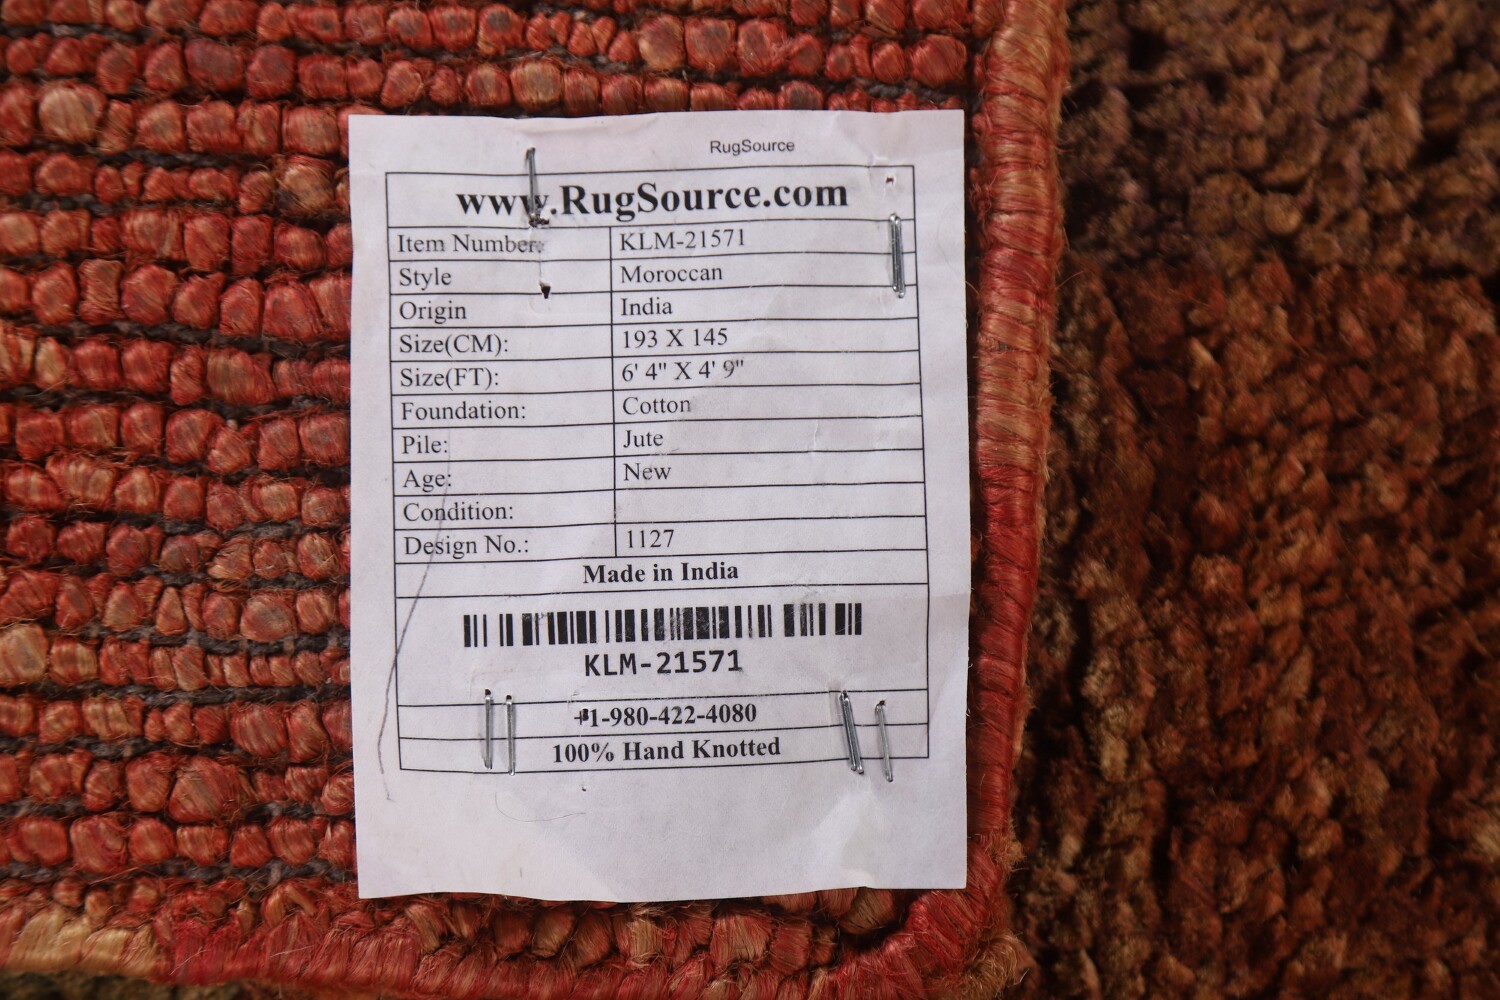 RugSource
www.RugSource.com
Item Number: KLM-21571
Style Moroccan
Origin India
Size(CM): 193 X 145
Size(FT): 6' 4" X 4' 9"
Foundation: Cotton
Pile: Jute
Age: New
Condition:
Design No.: 1127
Made in India
KLM-21571
+1-980-422-4080
100% Hand Knotted